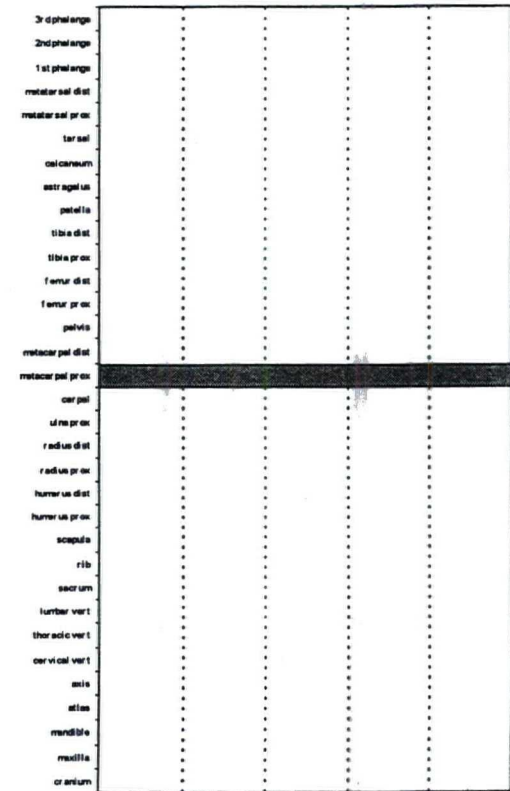 3rd phalange
2nd phalange
1st phalange
metatarsal dist
metatarsal prox
tarsal
calcaneum
astragalus
patella
tibia dist
tibia prox
femur dist
femur prox
pelvis
metacarpal dist
metacarpal prox
carpal
ulna prox
radius dist
radius prox
humerus dist
humerus prox
scapula
rib
sacrum
lumbar vert
thoracic vert
cervical vert
axis
atlas
mandible
maxilla
cranium